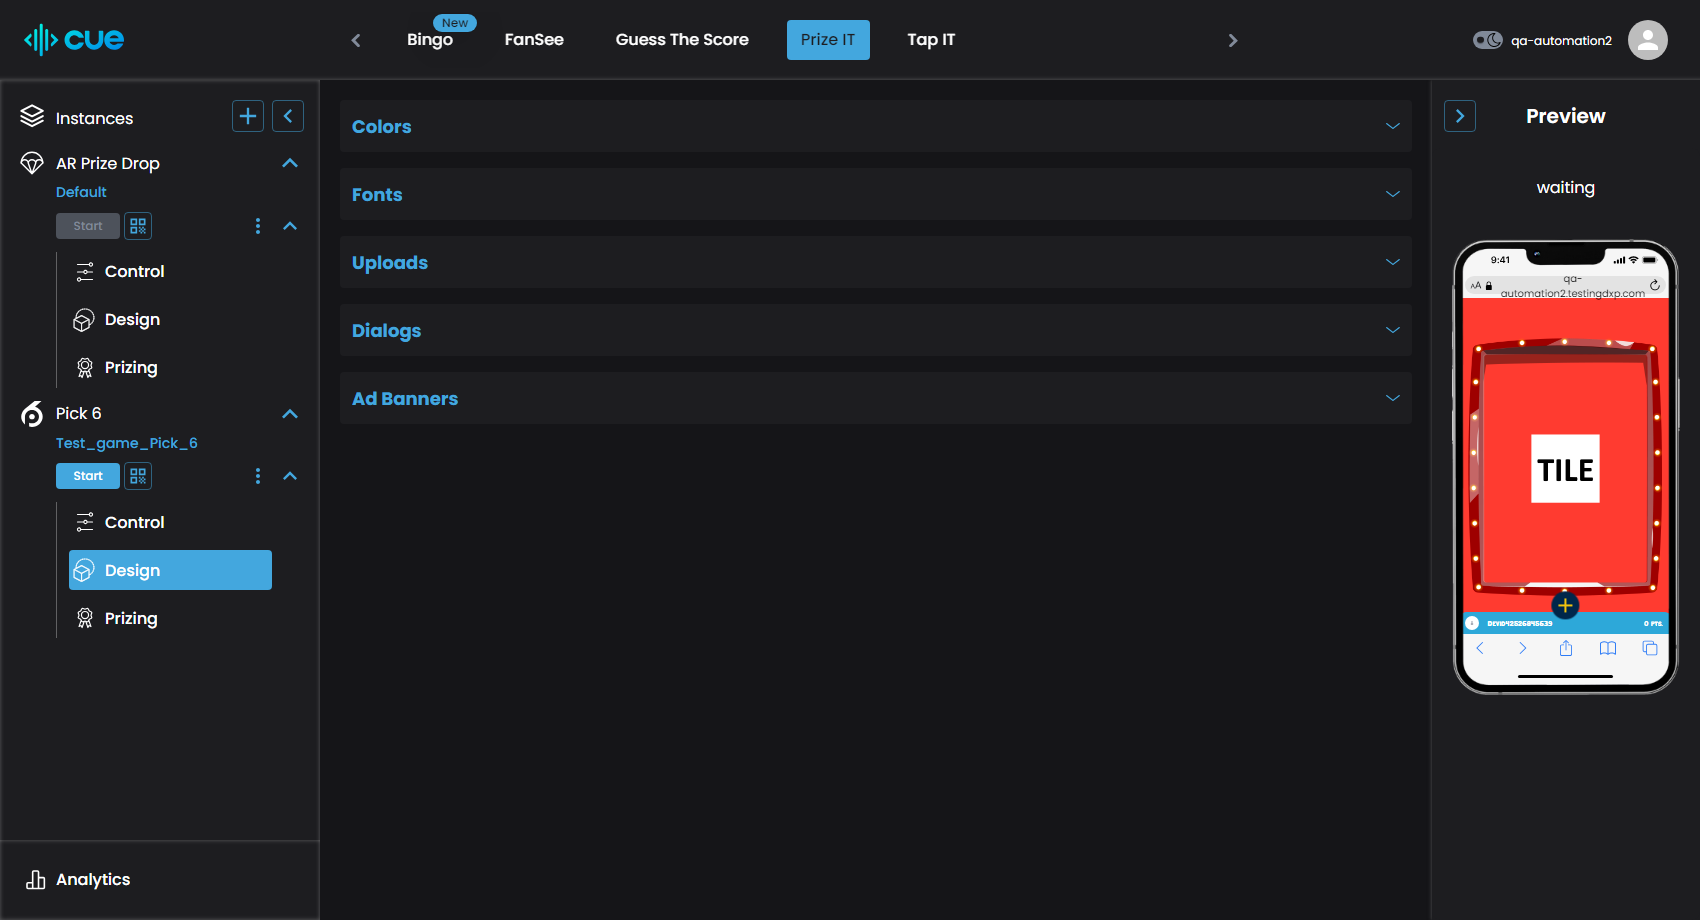 cue
New
Bingo
FanSee
Guess The Score
Prize IT
Tap IT
qa-automation2
Instances
AR Prize Drop
Default
Start
Control
Design
Prizing
Pick 6
Test_game_Pick_6
Start
Control
Design
Prizing
Analytics
Colors
Fonts
Uploads
Dialogs
Ad Banners
Preview
waiting
9:41
AA
qa-
automation2.testingdxp.com
TILE
0 PTS.